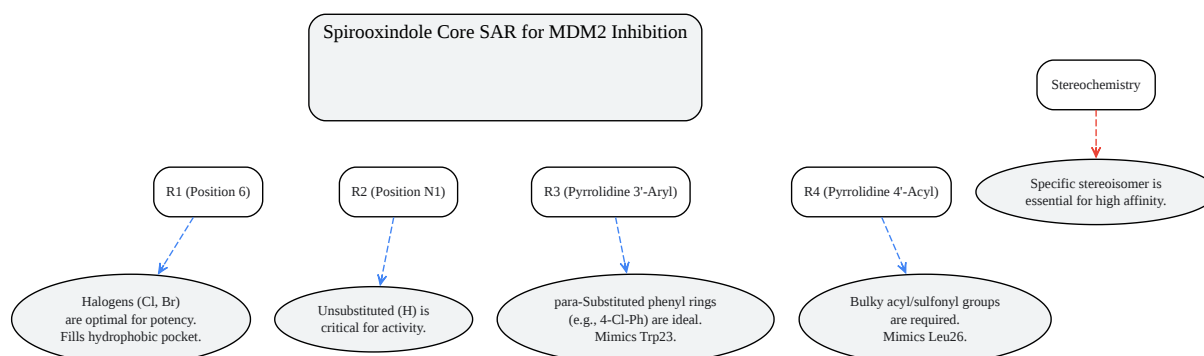 Spirooxindole Core SAR for MDM2 Inhibition
Stereochemistry
R1 (Position 6)
R2 (Position N1)
R3 (Pyrrolidine 3'-Aryl)
R4 (Pyrrolidine 4'-Acyl)
Specific stereoisomer is
essential for high affinity.
Halogens (Cl, Br)
are optimal for potency.
Fills hydrophobic pocket.
Unsubstituted (H) is
critical for activity.
para-Substituted phenyl rings
(e.g., 4-Cl-Ph) are ideal.
Mimics Trp23.
Bulky acyl/sulfonyl groups
are required.
Mimics Leu26.